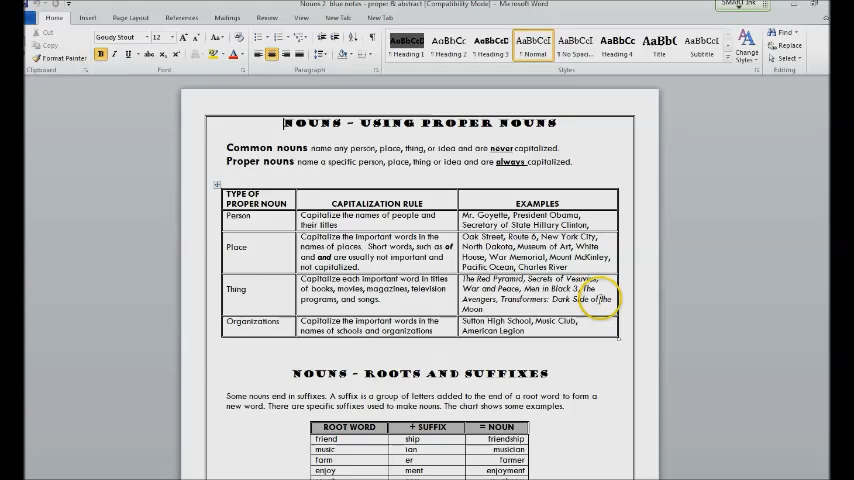 Nouns 2 blue notes - proper & abstract [Compatibility Mode] - Microsoft Word
SMART Ink
Home Insert Page Layout References Mailings Review View New Tab New Tab
Cut
Copy
Format Painter
Clipboard
Goudy Stout 12
Font
Paragraph
AaBbCcI AaBbCc AaBbCc AaBbCcI AaBbCcI AaBbCc AaBb( AaBbCcI
Heading 2 Heading 3 Normal No Spaci... Heading 4 Title Subtitle
Styles
Change Styles
Find
Replace
Select
Editing
NOUNS - USING PROPER NOUNS
Common nouns name any person, place, thing, or idea and are never capitalized.
Proper nouns name a specific person, place, thing or idea and are always capitalized.
TYPE OF PROPER NOUN CAPITALIZATION RULE EXAMPLES
Person
Capitalize the names of people and
their titles
Mr. Goyette, President Obama,
Secretary of State Hillary Clinton,
Place
Capitalize the important words in the
names of places. Short words, such as of
and and are usually not important and
not capitalized.
Oak Street, Route 6, New York City,
North Dakota, Museum of Art, White
House, War Memorial, Mount McKinley,
Pacific Ocean, Charles River
Thing
Capitalize each important word in titles
of books, movies, magazines, television
programs, and songs.
The Red Pyramid, Secrets of Vesuvius,
War and Peace, Men in Black 3, The
Avengers, Transformers: Dark Side of the
Moon
Organizations
Capitalize the important words in the
names of schools and organizations
Sutton High School, Music Club,
American Legion
NOUNS - ROOTS AND SUFFIXES
Some nouns end in suffixes. A suffix is a group of letters added to the end of a root word to form a
new word. There are specific suffixes used to make nouns. The chart shows some examples.
ROOT WORD + SUFFIX = NOUN
friend ship friendship
music ian musician
farm er farmer
enjoy ment enjoyment